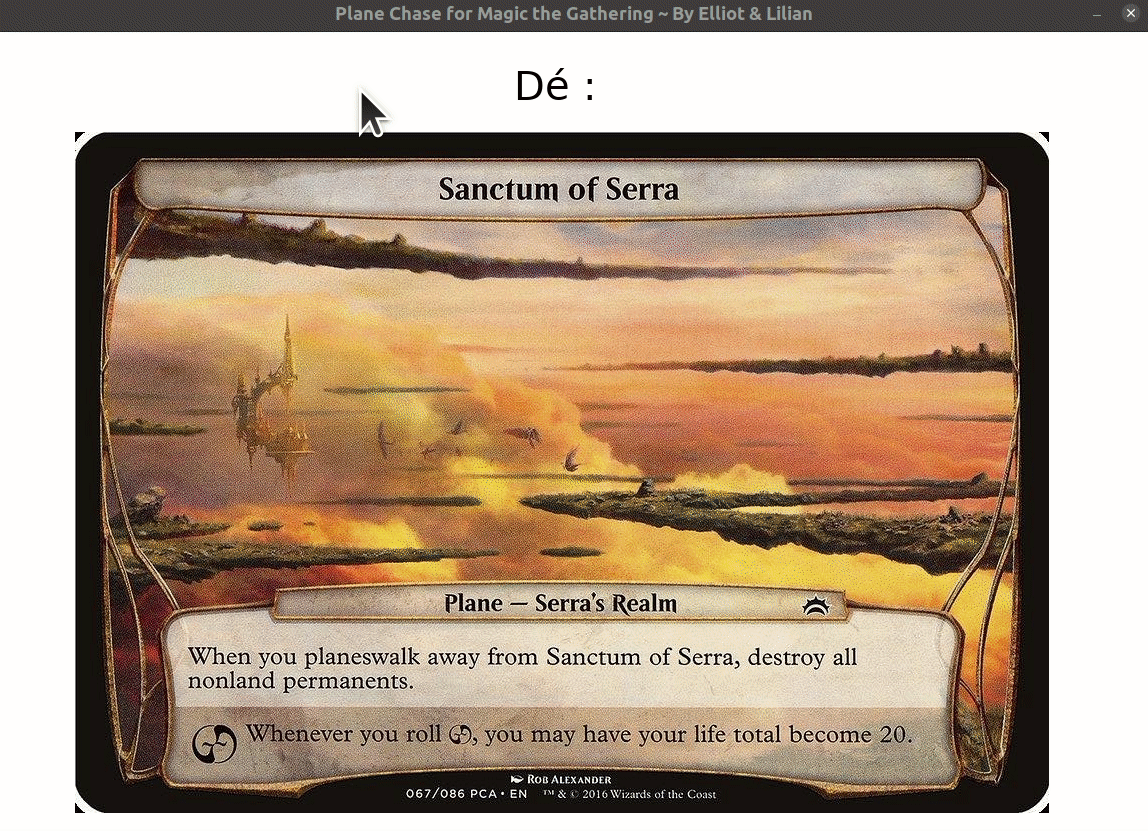 Plane Chase for Magic the Gathering ~ By Elliot & Lilian
Dé :
Sanctum of Serra
Plane — Serra's Realm
When you planeswalk away from Sanctum of Serra, destroy all
nonland permanents.
Whenever you roll , you may have your life total become 20.
Rob Alexander
067/086 PCA • EN ™ & © 2016 Wizards of the Coast